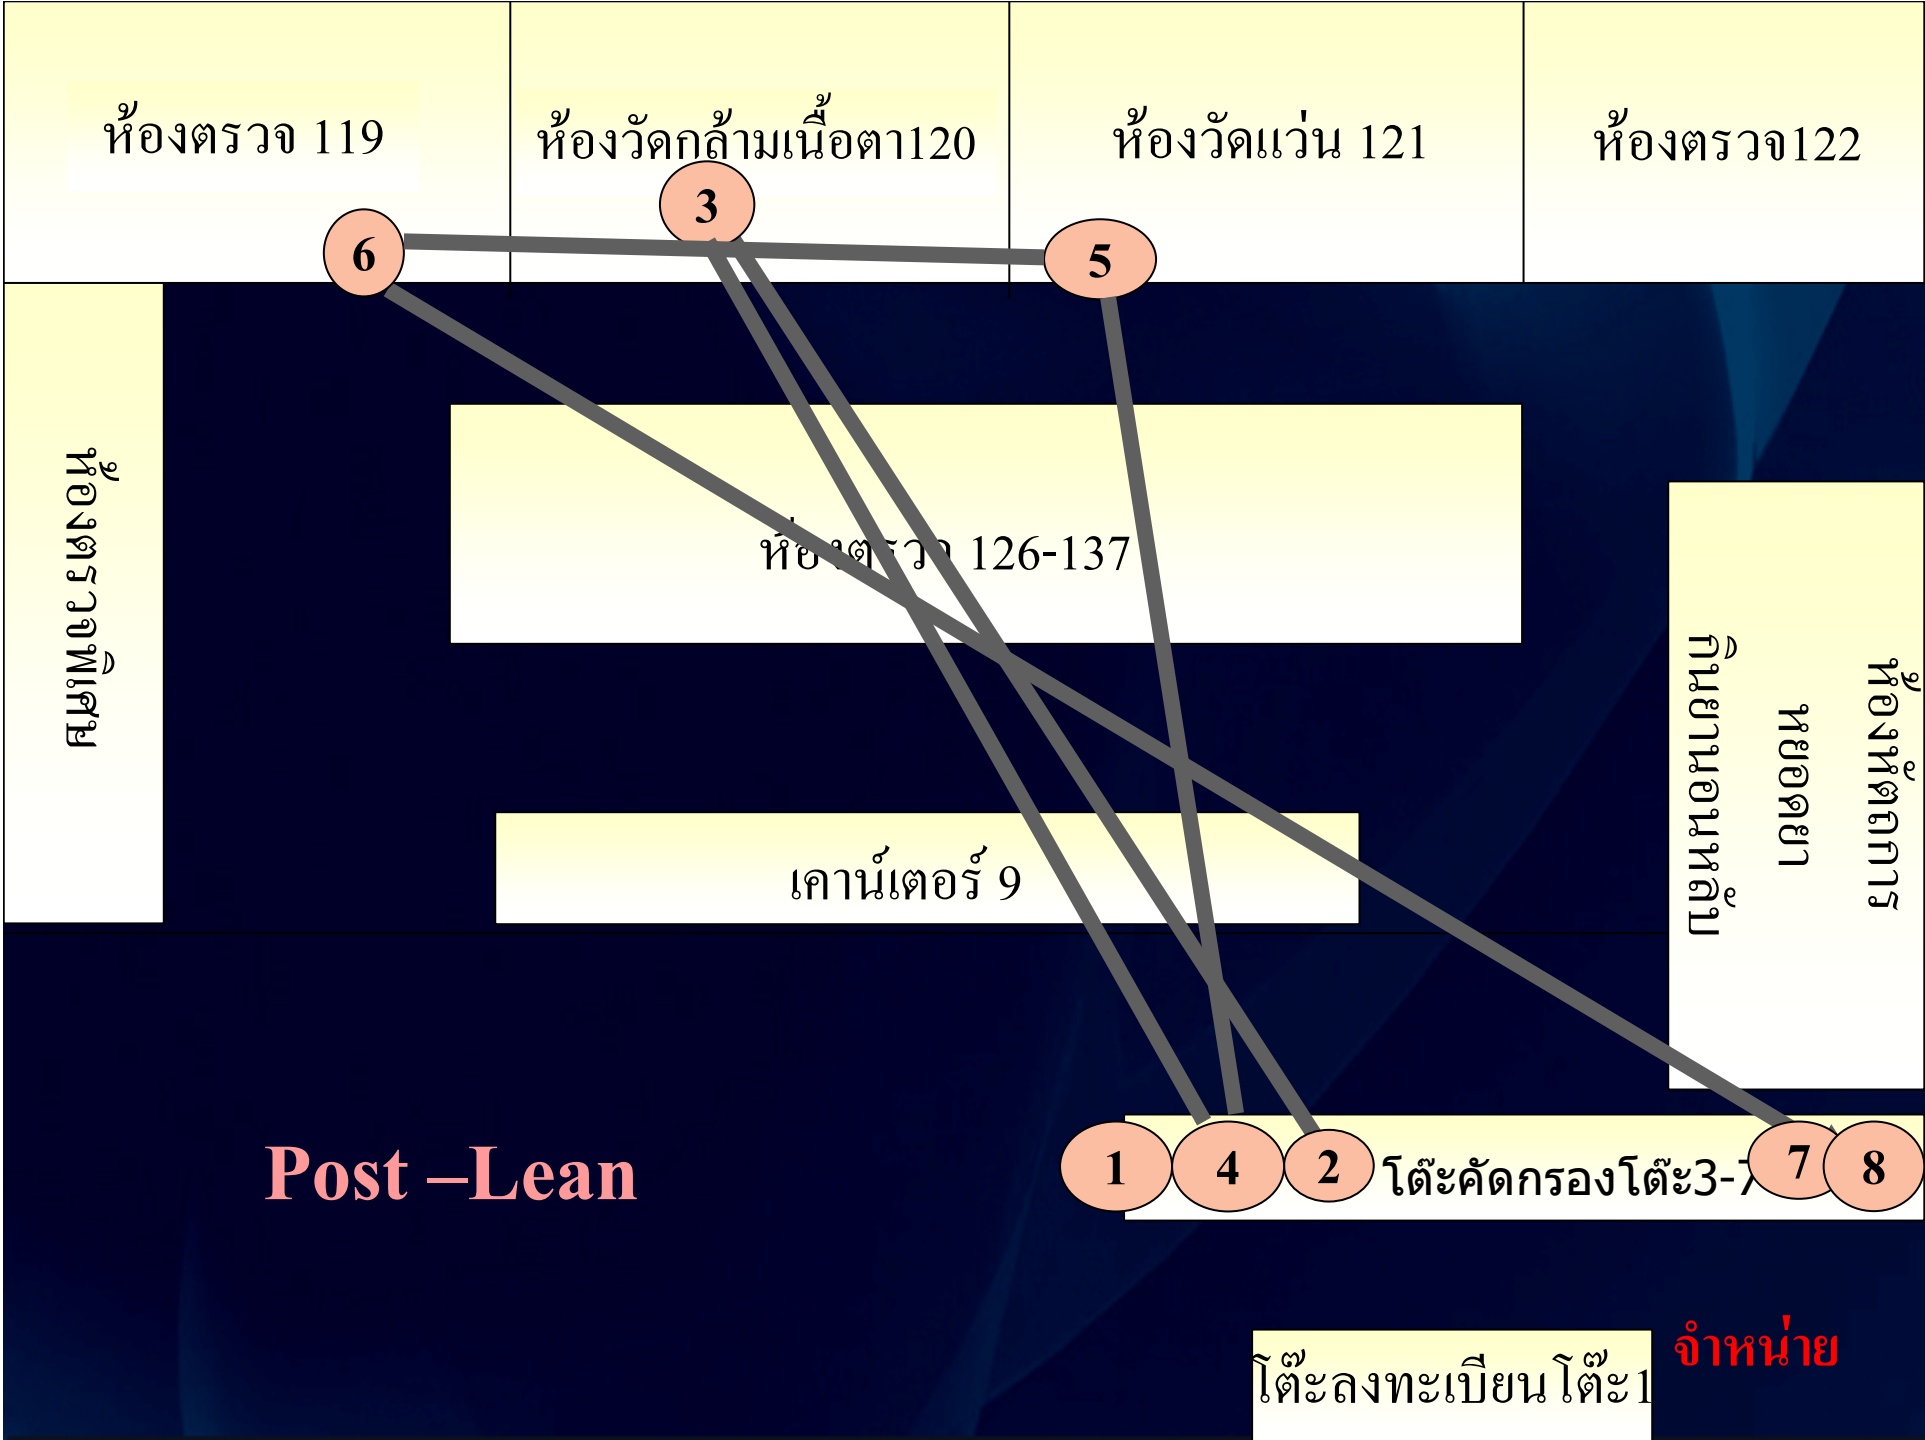 ห้องตรวจ 119
ห้องวัดกล้ามเนื้อตา120
ห้องวัดแว่น 121
ห้องตรวจ122
3
6
5
ห้องตรวจพิเศษ
ห้องตรวจ 126-137
ห้องหัตถการ
หยอดยา
กินยานอนหลับ
เคาน์เตอร์ 9
Post –Lean
1
4
2
โต๊ะคัดกรองโต๊ะ3-7
7
8
จำหน่าย
โต๊ะลงทะเบียนโต๊ะ1